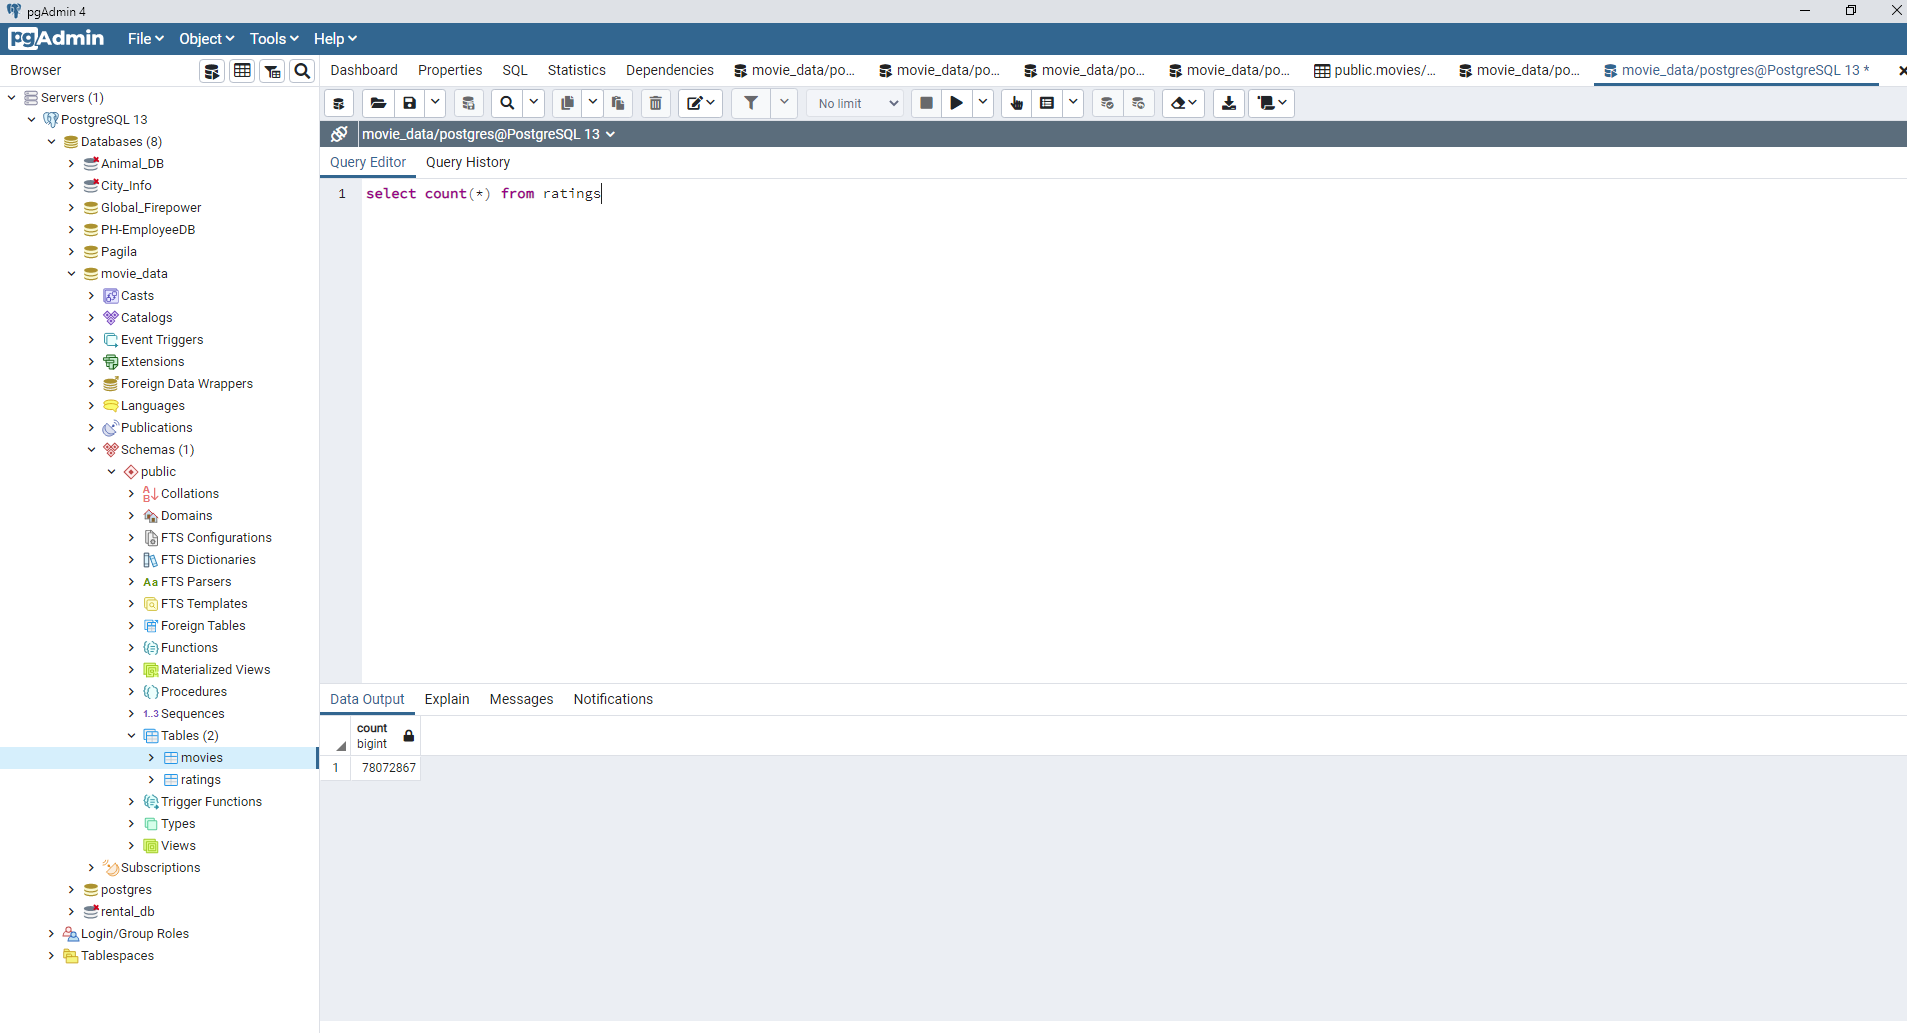 pgAdmin 4
pgAdmin File Object Tools Help
Browser
Dashboard Properties SQL Statistics Dependencies movie_data/po... movie_data/po... movie_data/po... movie_data/po... public.movies/... movie_data/po... movie_data/postgres@PostgreSQL 13 *
No limit
movie_data/postgres@PostgreSQL 13
Query Editor Query History
1 select count(*) from ratings
Servers (1)
PostgreSQL 13
Databases (8)
Animal_DB
City_Info
Global_Firepower
PH-EmployeeDB
Pagila
movie_data
Casts
Catalogs
Event Triggers
Extensions
Foreign Data Wrappers
Languages
Publications
Schemas (1)
public
Collations
Domains
FTS Configurations
FTS Dictionaries
Aa FTS Parsers
FTS Templates
Foreign Tables
Functions
Materialized Views
Procedures
1..3 Sequences
Tables (2)
movies
ratings
Trigger Functions
Types
Views
Subscriptions
postgres
rental_db
Login/Group Roles
Tablespaces
Data Output Explain Messages Notifications
count
bigint
1 78072867